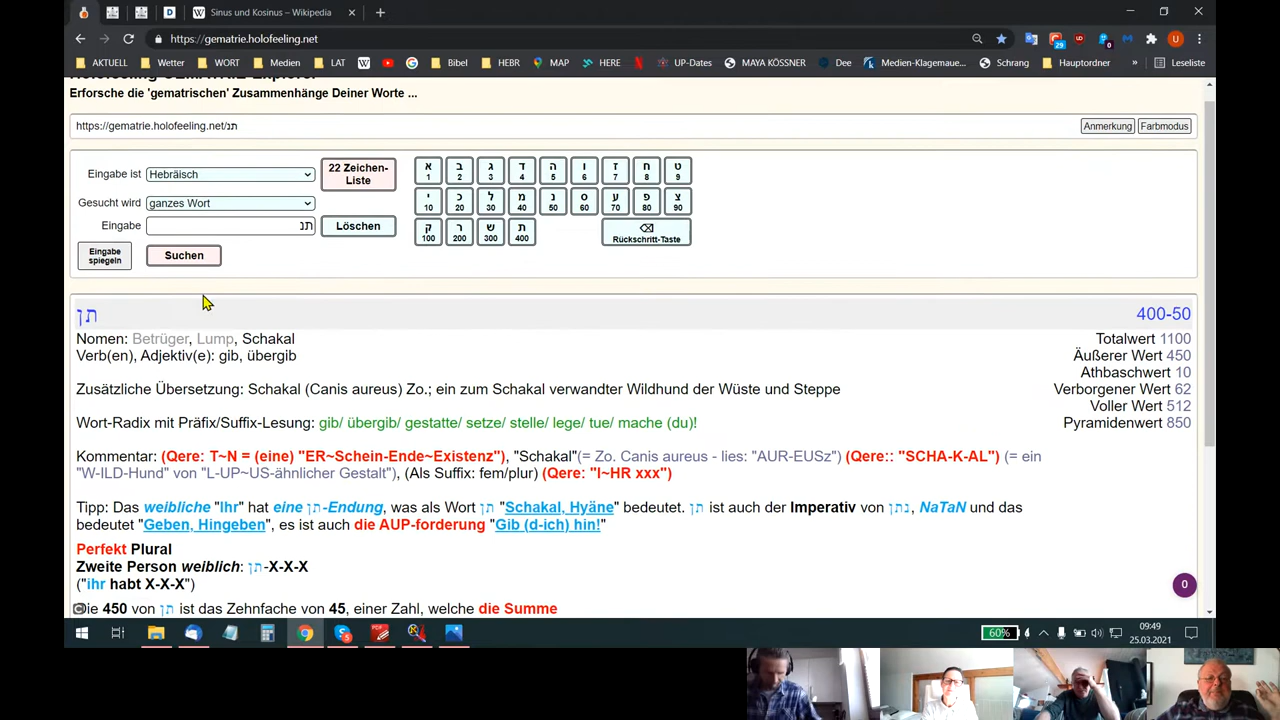 Sinus und Kosinus – Wikipedia
https://gematrie.holofeeling.net
AKTUELL Wetter WORT Medien LAT Bibel HEBR MAP HERE UP-Dates MAYA KÖSSNER Dee Medien-Klagemaue... Schrang Hauptordner » Leseliste
Holofeeling GEMATRIE Explorer
Erforsche die 'gematrischen' Zusammenhänge Deiner Worte ...
https://gematrie.holofeeling.net/תנ Anmerkung Farbmodus
Eingabe ist Hebräisch 22 Zeichen-Liste
Gesucht wird ganzes Wort
Eingabe תנ Löschen
Eingabe spiegeln Suchen
א ב ג ד ה ו ז ח ט
1 2 3 4 5 6 7 8 9
י כ ל מ נ ס ע פ צ
10 20 30 40 50 60 70 80 90
ק ר ש ת ⌫
100 200 300 400 Rückschritt-Taste
תן 400-50
Nomen: Betrüger, Lump, Schakal Totalwert 1100
Verb(en), Adjektiv(e): gib, übergib Äußerer Wert 450
Athbaschwert 10
Zusätzliche Übersetzung: Schakal (Canis aureus) Zo.; ein zum Schakal verwandter Wildhund der Wüste und Steppe Verborgener Wert 62
Voller Wert 512
Wort-Radix mit Präfix/Suffix-Lesung: gib/ übergib/ gestatte/ setze/ stelle/ lege/ tue/ mache (du)! Pyramidenwert 850
Kommentar: (Qere: T~N = (eine) "ER~Schein-Ende~Existenz"), "Schakal"(= Zo. Canis aureus - lies: "AUR-EUSz") (Qere:: "SCHA-K-AL") (= ein
"W-ILD-Hund" von "L-UP~US-ähnlicher Gestalt"), (Als Suffix: fem/plur) (Qere: "I~HR xxx")
Tipp: Das weibliche "Ihr" hat eine תן-Endung, was als Wort תן "Schakal, Hyäne" bedeutet. תן ist auch der Imperativ von נתן, NaTaN und das
bedeutet "Geben, Hingeben", es ist auch die AUP-forderung "Gib (d-ich) hin!"
Perfekt Plural
Zweite Person weiblich: תן-X-X-X
("ihr habt X-X-X")
Die 450 von תן ist das Zehnfache von 45, einer Zahl, welche die Summe
0
60% 09:49
25.03.2021